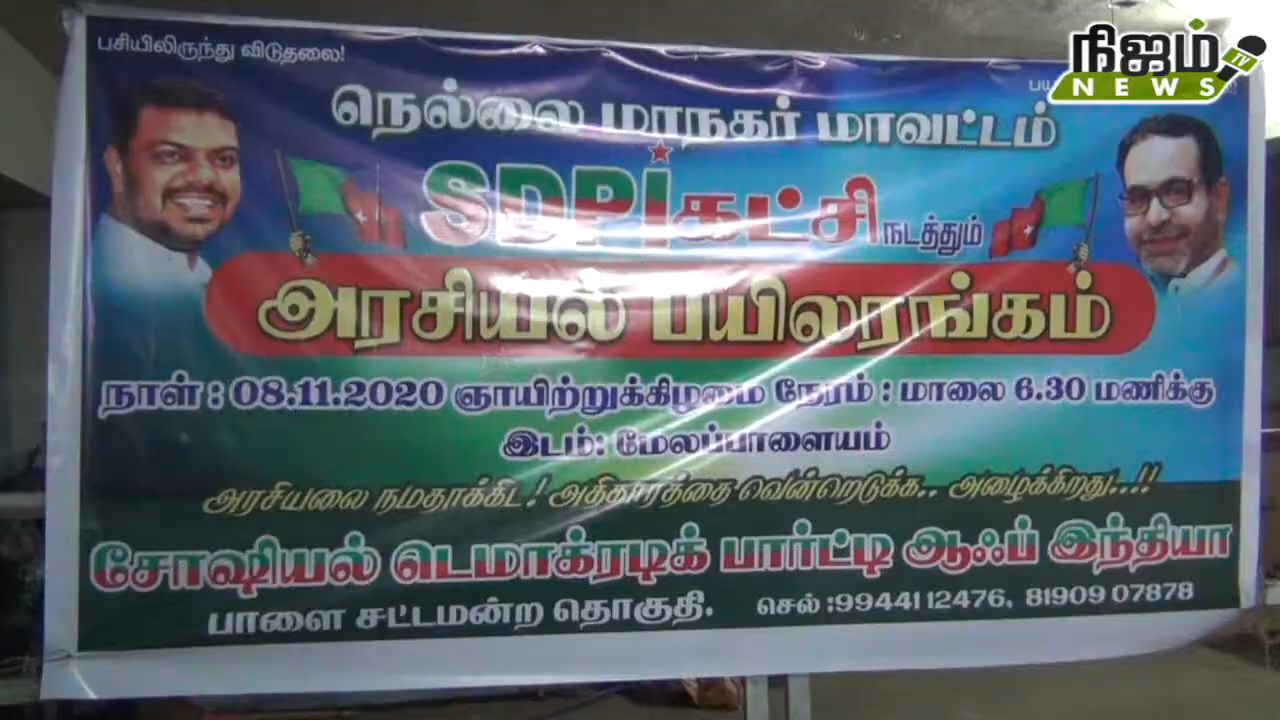 பசியிலிருந்து விடுதலை!
நிஜம்
TV
NEWS
நெல்லை மாநகர் மாவட்டம்
SDPI கட்சி நடத்தும்
அரசியல் பயிலரங்கம்
நாள் : 08.11.2020 ஞாயிற்றுக்கிழமை நேரம் : மாலை 6.30 மணிக்கு
இடம்: மேலப்பாளையம்
அரசியலை நமதாக்கிட! அதிகாரத்தை வென்றெடுக்க.. அழைக்கிறது..!!
சோஷியல் டெமாக்ரடிக் பார்ட்டி ஆஃப் இந்தியா
பாளை சட்டமன்ற தொகுதி. செல் :99441 12476, 81909 07878